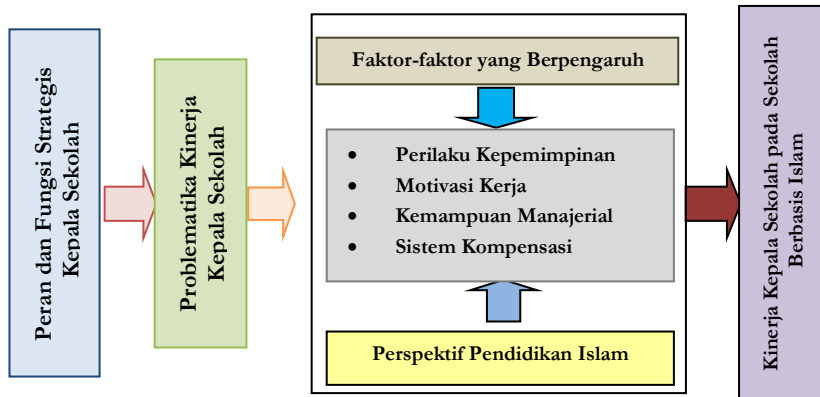 Peran dan Fungsi Strategis
Kepala Sekolah
Problematika Kinerja
Kepala Sekolah
Faktor-faktor yang Berpengaruh
• Perilaku Kepemimpinan
• Motivasi Kerja
• Kemampuan Manajerial
• Sistem Kompensasi
Perspektif Pendidikan Islam
Kinerja Kepala Sekolah pada Sekolah
Berbasis Islam